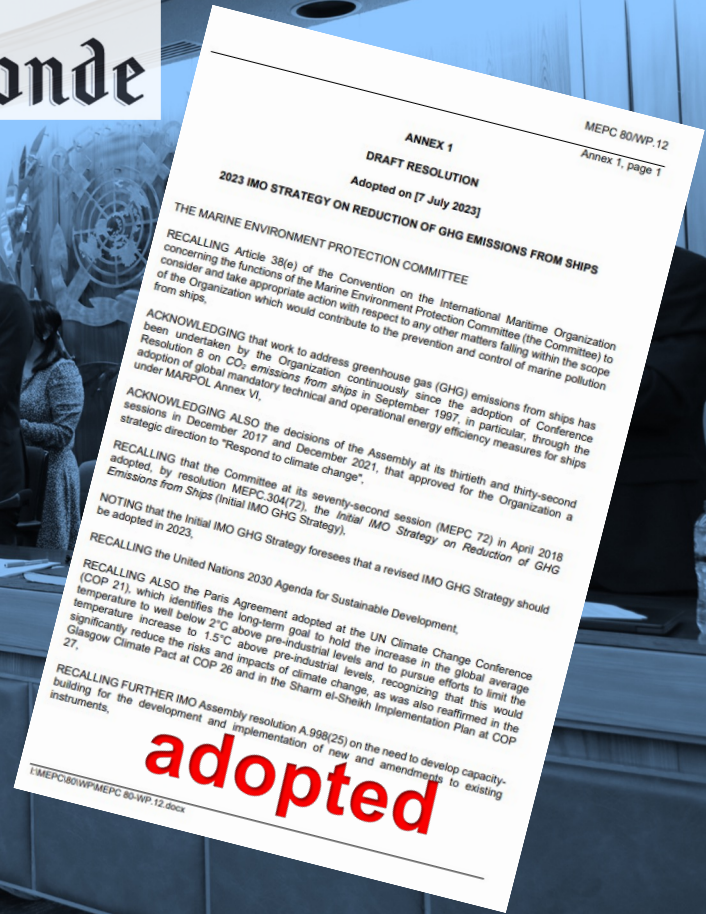 ande
MEPC 80/WP.12
Annex 1, page 1
ANNEX 1
DRAFT RESOLUTION
Adopted on [7 July 2023]
2023 IMO STRATEGY ON REDUCTION OF GHG EMISSIONS FROM SHIPS
THE MARINE ENVIRONMENT PROTECTION COMMITTEE
RECALLING Article 38(e) of the Convention on the International Maritime Organization
concerning the functions of the Marine Environment Protection Committee (the Committee) to
consider and take appropriate action with respect to any other matters falling within the scope
of the Organization which would contribute to the prevention and control of marine pollution
from ships,
ACKNOWLEDGING that work to address greenhouse gas (GHG) emissions from ships has
been undertaken by the Organization continuously since the adoption of Conference
Resolution 8 on CO₂ emissions from ships in September 1997, in particular, through the
adoption of global mandatory technical and operational energy efficiency measures for ships
under MARPOL Annex VI,
ACKNOWLEDGING ALSO the decisions of the Assembly at its thirtieth and thirty-second
sessions in December 2017 and December 2021, that approved for the Organization a
strategic direction to "Respond to climate change",
RECALLING that the Committee at its seventy-second session (MEPC 72) in April 2018
adopted, by resolution MEPC.304(72), the Initial IMO Strategy on Reduction of GHG
Emissions from Ships (Initial IMO GHG Strategy),
NOTING that the Initial IMO GHG Strategy foresees that a revised IMO GHG Strategy should
be adopted in 2023,
RECALLING the United Nations 2030 Agenda for Sustainable Development,
RECALLING ALSO the Paris Agreement adopted at the UN Climate Change Conference
(COP 21), which identifies the long-term goal to hold the increase in the global average
temperature to well below 2°C above pre-industrial levels and to pursue efforts to limit the
temperature increase to 1.5°C above pre-industrial levels, recognizing that this would
significantly reduce the risks and impacts of climate change, as was also reaffirmed in the
Glasgow Climate Pact at COP 26 and in the Sharm el-Sheikh Implementation Plan at COP
27,
RECALLING FURTHER IMO Assembly resolution A.998(25) on the need to develop capacity-
building for the development and implementation of new and amendments to existing
instruments,
adopted
I:\MEPC\80\WP\MEPC 80-WP.12.docx